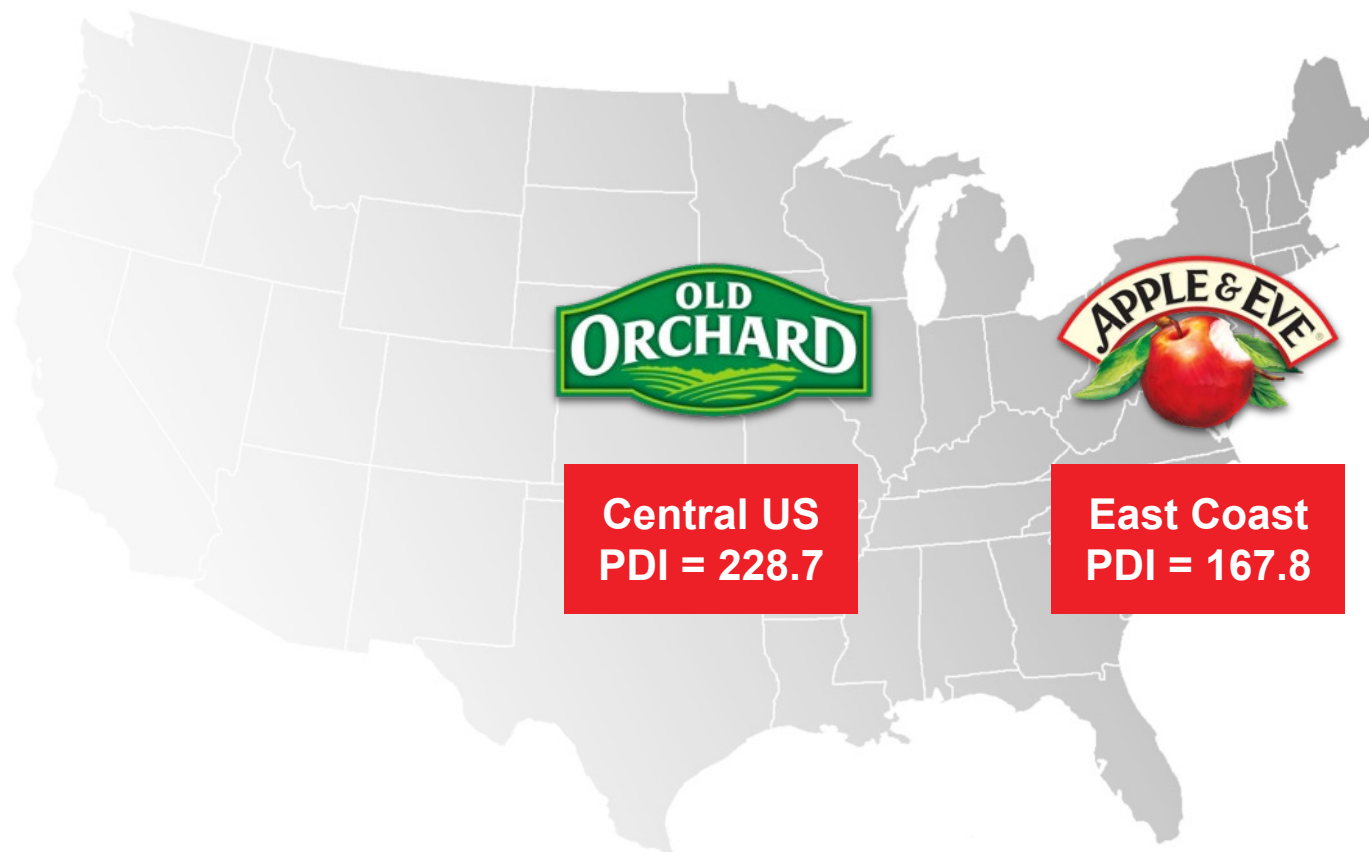 OLD
ORCHARD
APPLE & EVE®
Central US
PDI = 228.7
East Coast
PDI = 167.8